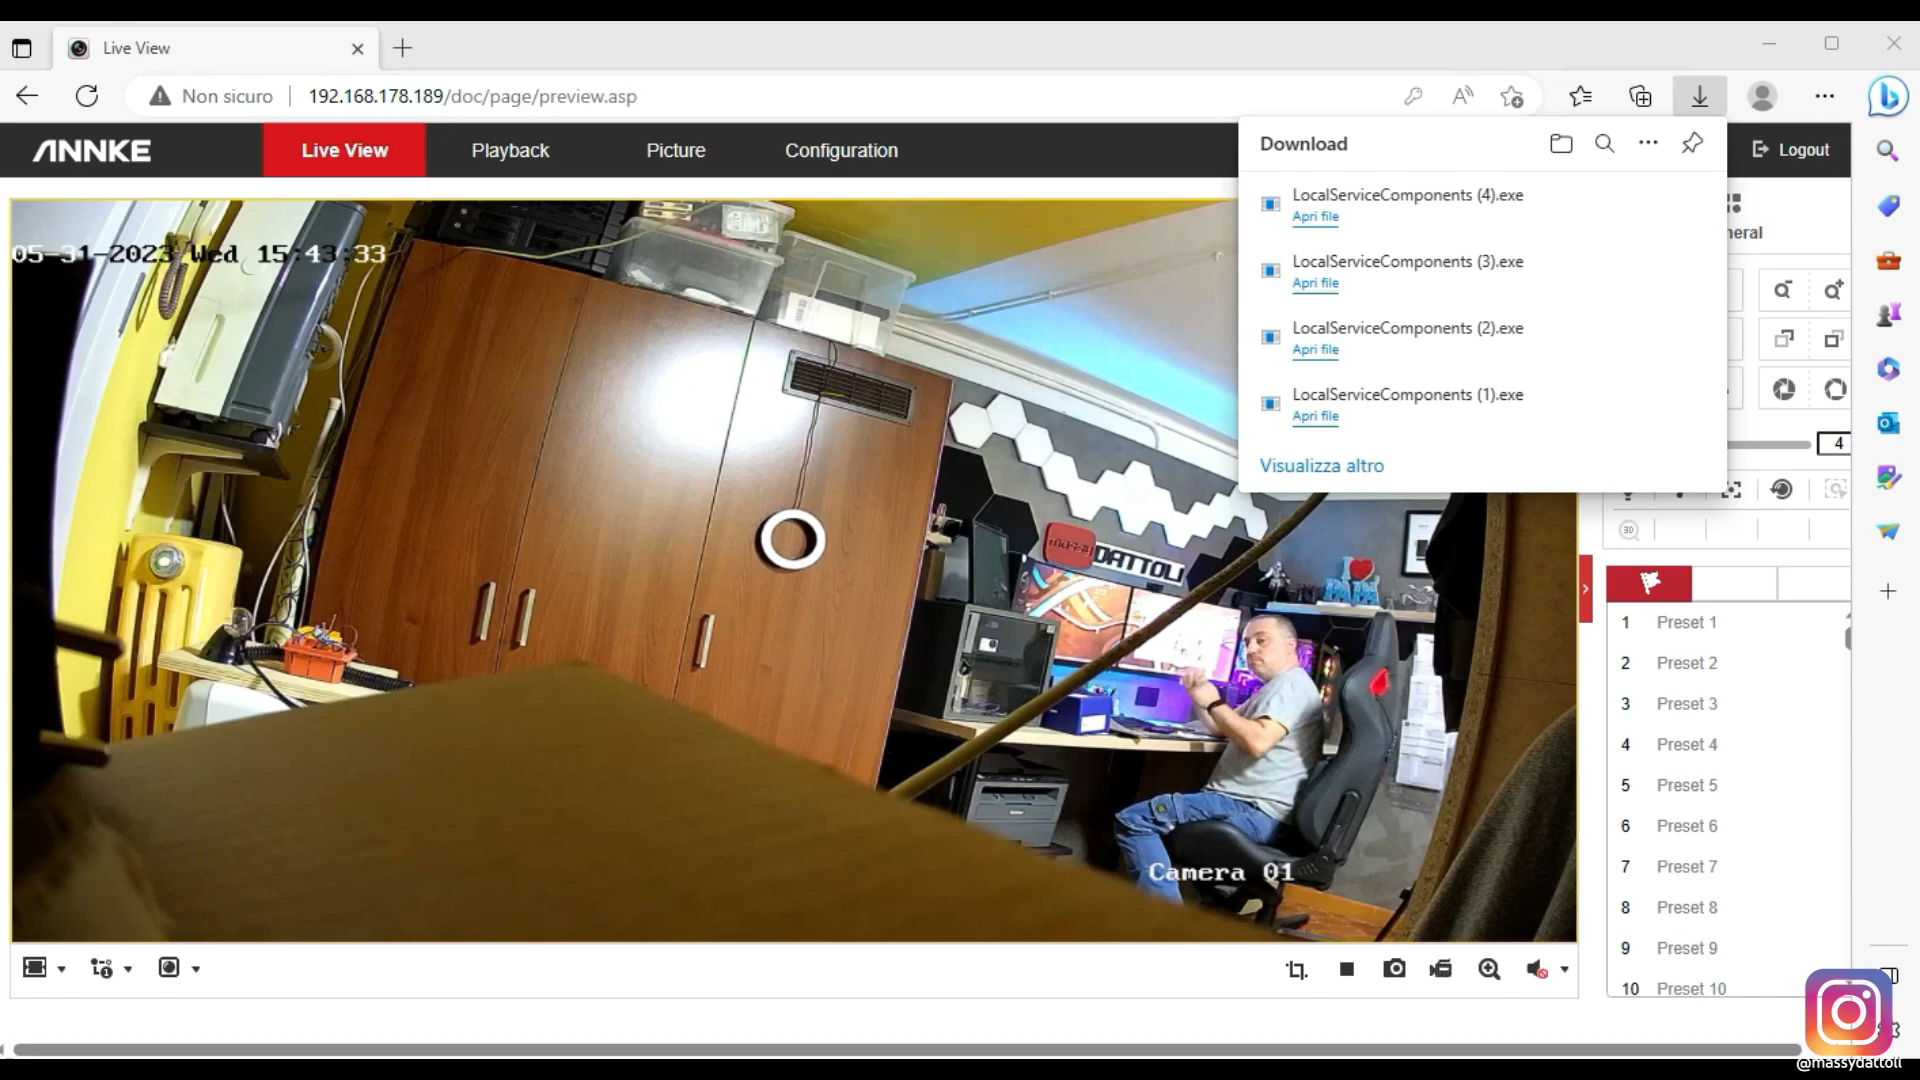 Live View
Non sicuro
192.168.178.189/doc/page/preview.asp
ANNKE
Live View
Playback
Picture
Configuration
Logout
Download
LocalServiceComponents (4).exe
Apri file
LocalServiceComponents (3).exe
Apri file
LocalServiceComponents (2).exe
Apri file
LocalServiceComponents (1).exe
Apri file
Visualizza altro
neral
4
3D
05-31-2023 Wed 15:43:33
MASSY
DATTOLI
Camera 01
1 Preset 1
2 Preset 2
3 Preset 3
4 Preset 4
5 Preset 5
6 Preset 6
7 Preset 7
8 Preset 8
9 Preset 9
10 Preset 10
@massydattoli